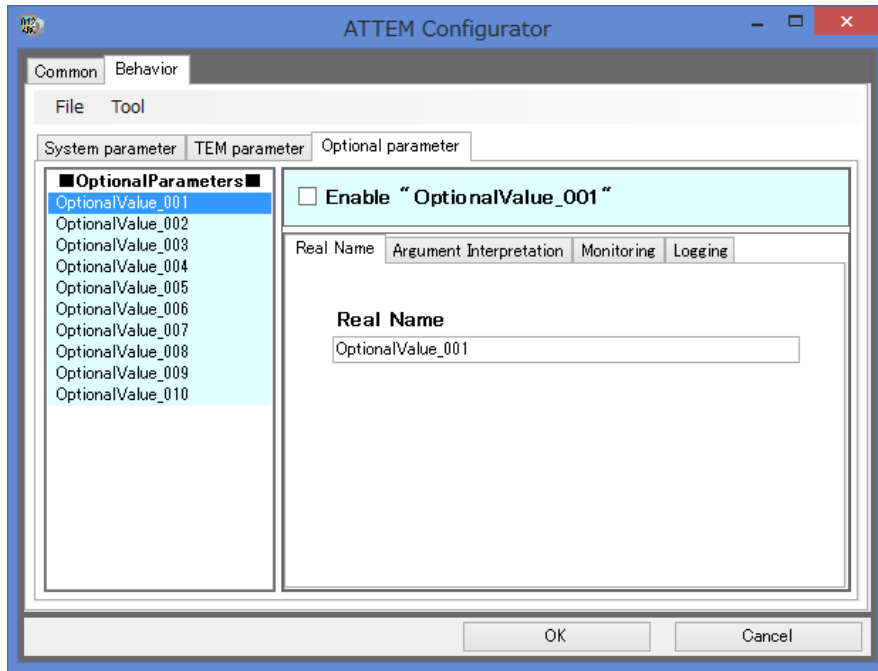 ATTEM Configurator
Common Behavior
File Tool
System parameter TEM parameter Optional parameter
■OptionalParameters■
OptionalValue_001
OptionalValue_002
OptionalValue_003
OptionalValue_004
OptionalValue_005
OptionalValue_006
OptionalValue_007
OptionalValue_008
OptionalValue_009
OptionalValue_010
Enable “OptionalValue_001“
Real Name Argument Interpretation Monitoring Logging
Real Name
OptionalValue_001
OK Cancel